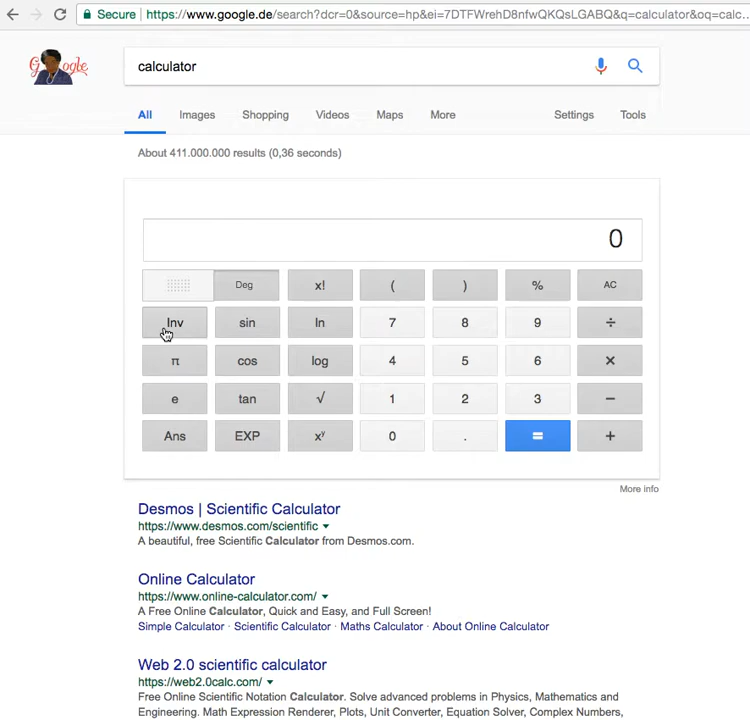 Secure https://www.google.de/search?dcr=0&source=hp&ei=7DTFWrehD8nfwQKQsLGABQ&q=calculator&oq=calc...
Google
calculator
All Images Shopping Videos Maps More Settings Tools
About 411.000.000 results (0,36 seconds)
0
Deg x! ( ) % AC
Inv sin ln 7 8 9 ÷
π cos log 4 5 6 ×
e tan √ 1 2 3 −
Ans EXP xʸ 0 . = +
More info
Desmos | Scientific Calculator
https://www.desmos.com/scientific
A beautiful, free Scientific Calculator from Desmos.com.
Online Calculator
https://www.online-calculator.com/
A Free Online Calculator, Quick and Easy, and Full Screen!
Simple Calculator · Scientific Calculator · Maths Calculator · About Online Calculator
Web 2.0 scientific calculator
https://web2.0calc.com/
Free Online Scientific Notation Calculator. Solve advanced problems in Physics, Mathematics and
Engineering. Math Expression Renderer, Plots, Unit Converter, Equation Solver, Complex Numbers,